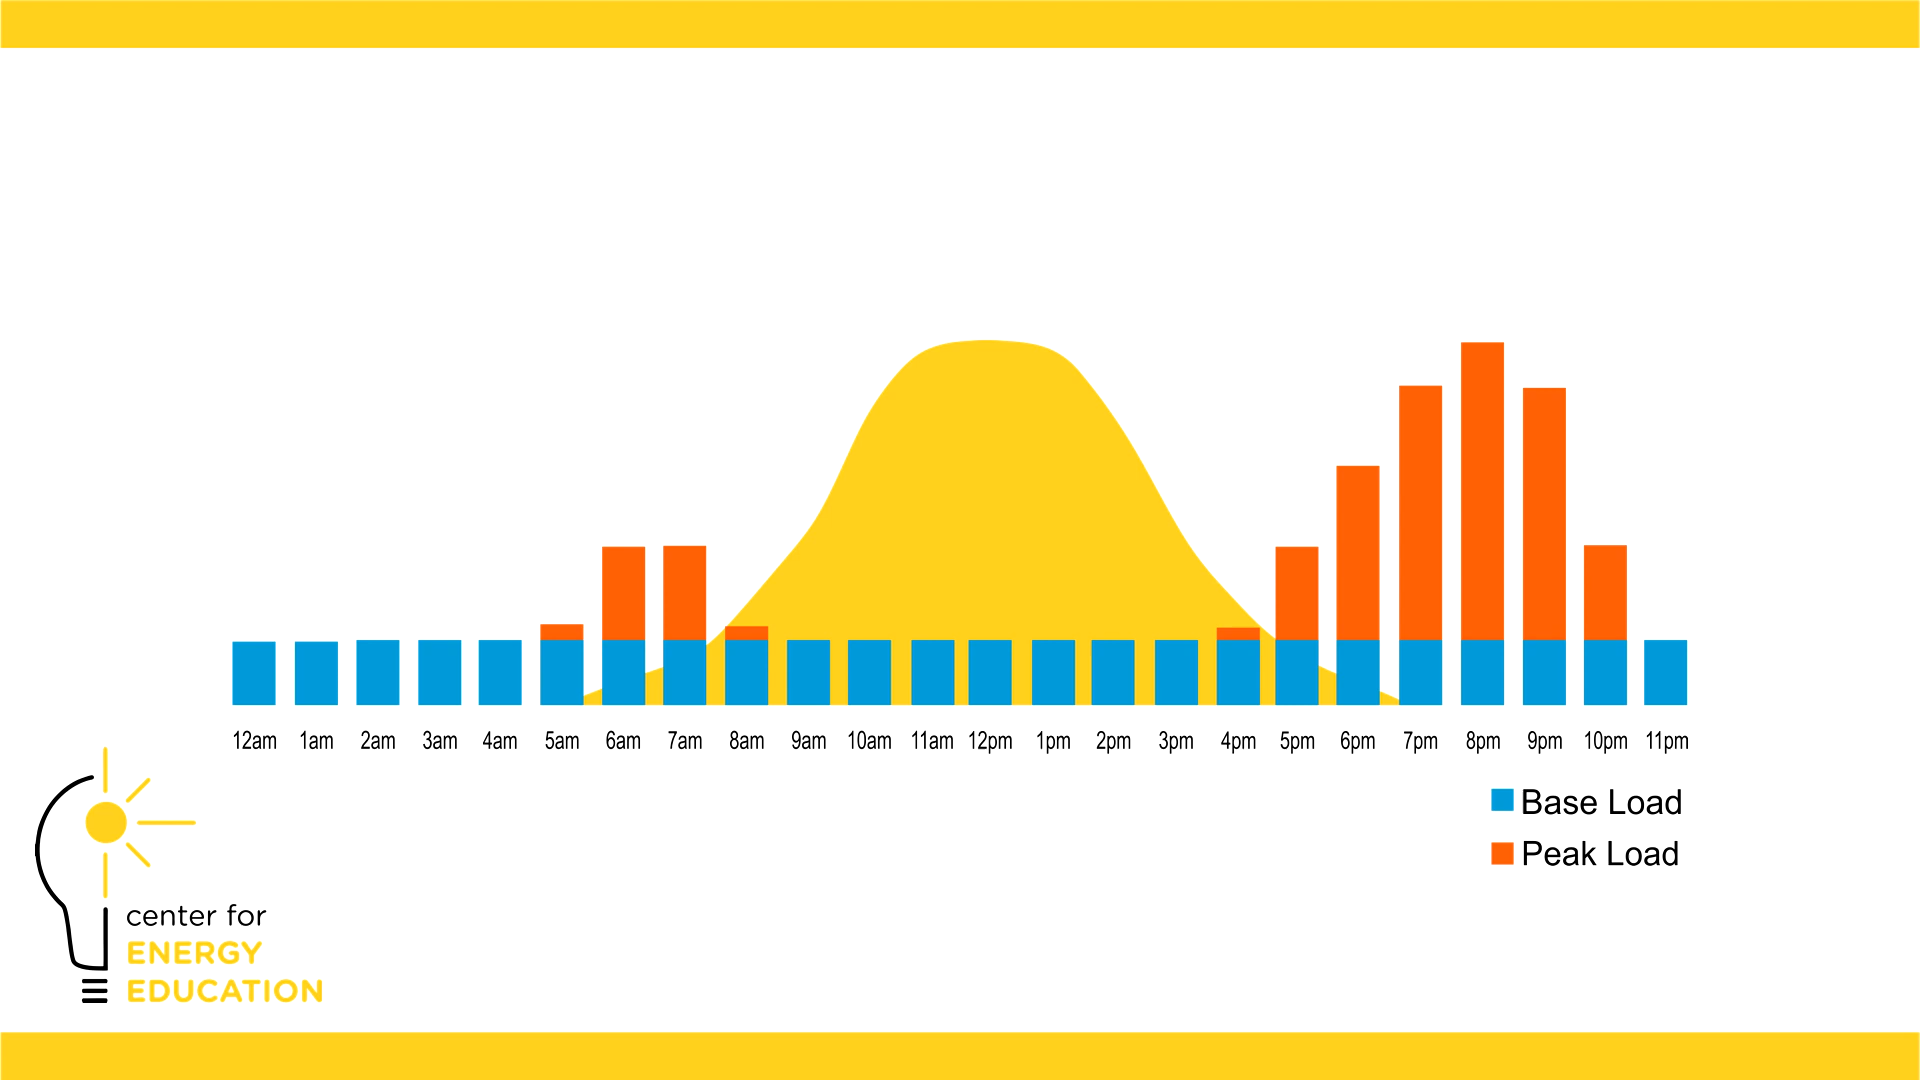 12am 1am 2am 3am 4am 5am 6am 7am 8am 9am 10am 11am 12pm 1pm 2pm 3pm 4pm 5pm 6pm 7pm 8pm 9pm 10pm 11pm
Base Load
Peak Load
center for
ENERGY
EDUCATION